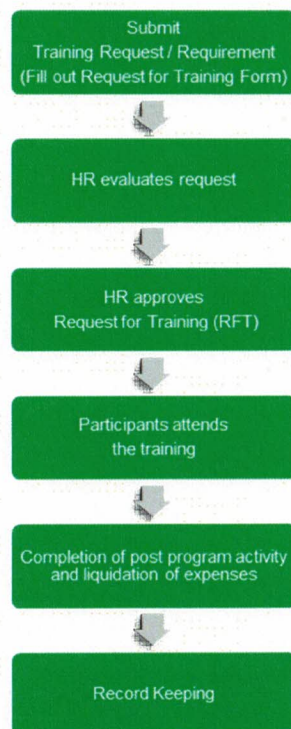 Submit
Training Request / Requirement
(Fill out Request for Training Form)
HR evaluates request
HR approves
Request for Training (RFT)
Participants attends
the training
Completion of post program activity
and liquidation of expenses
Record Keeping